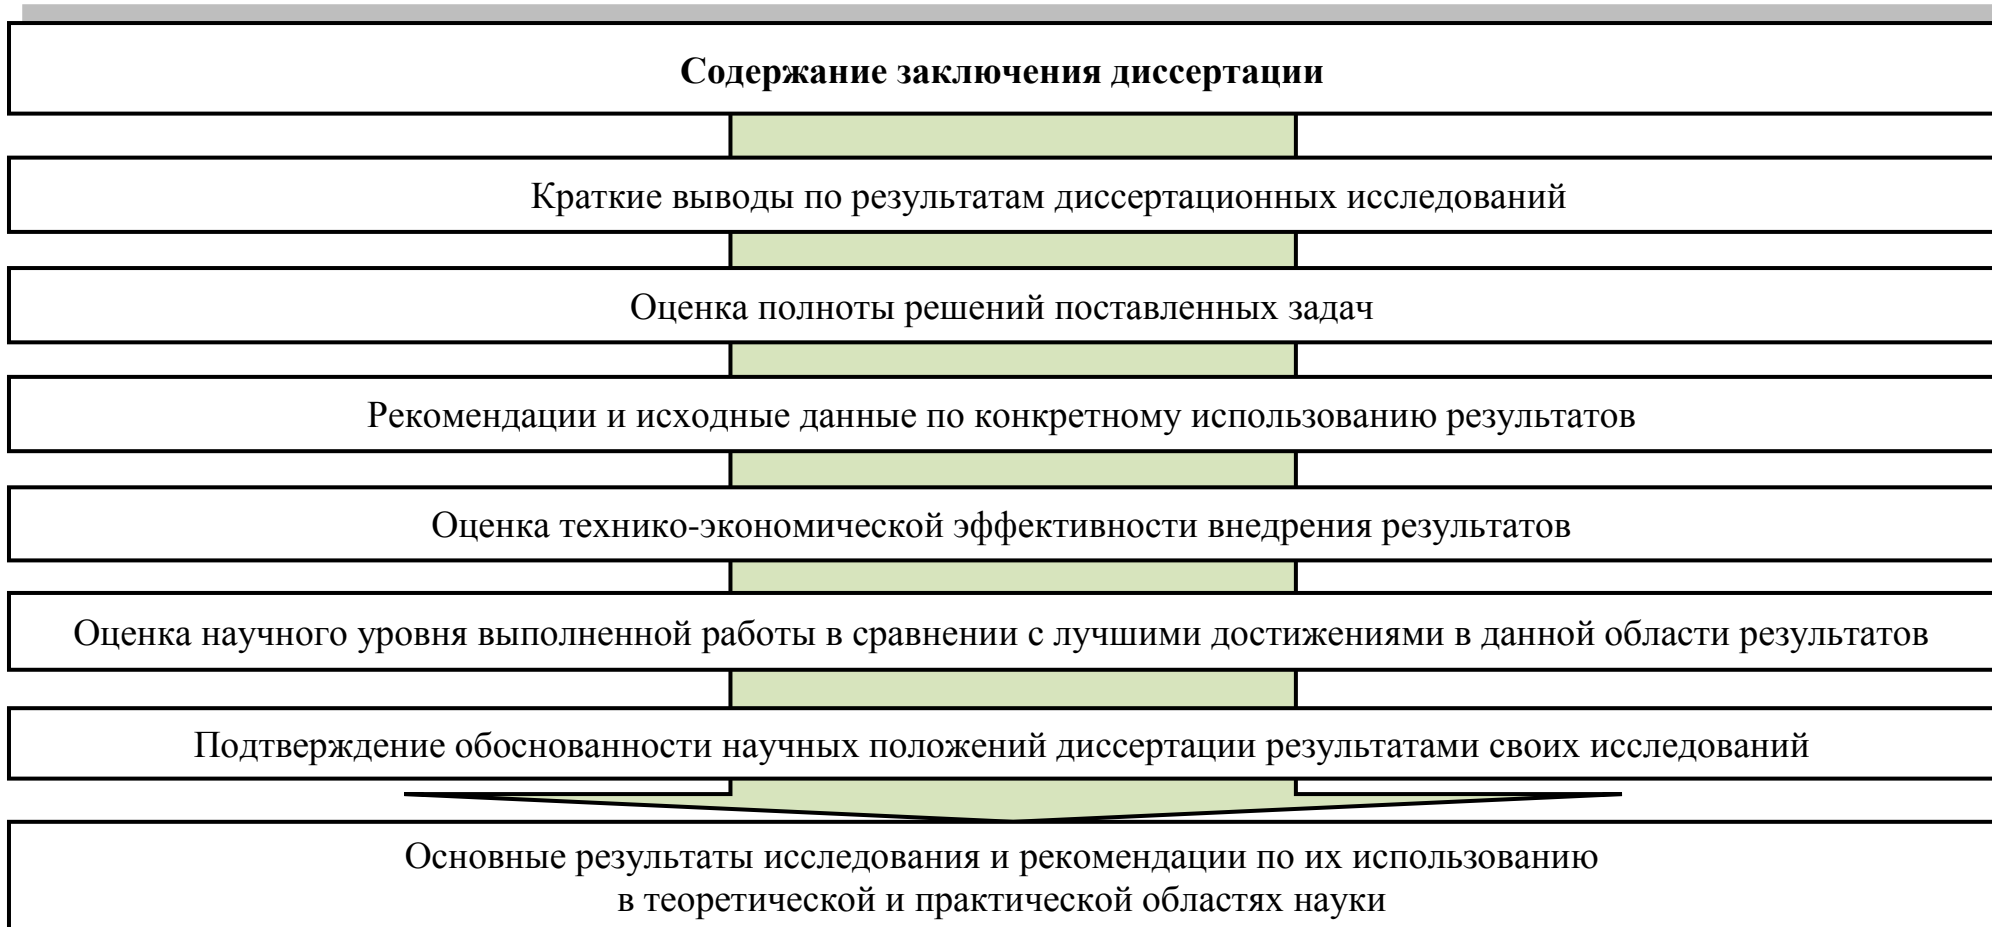 Содержание заключения диссертации
Краткие выводы по результатам диссертационных исследований
Оценка полноты решений поставленных задач
Рекомендации и исходные данные по конкретному использованию результатов
Оценка технико-экономической эффективности внедрения результатов
Оценка научного уровня выполненной работы в сравнении с лучшими достижениями в данной области результатов
Подтверждение обоснованности научных положений диссертации результатами своих исследований
Основные результаты исследования и рекомендации по их использованию
в теоретической и практической областях науки